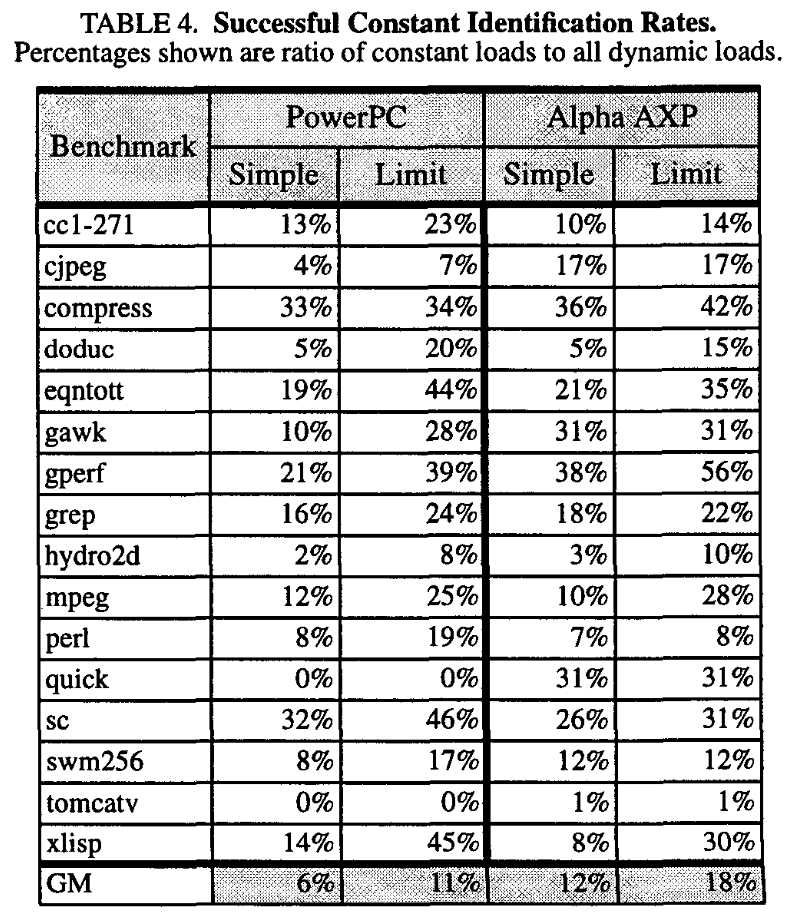 TABLE 4. Successful Constant Identification Rates.
Percentages shown are ratio of constant loads to all dynamic loads.
Benchmark PowerPC Alpha AXP
Simple Limit Simple Limit
cc1-271 13% 23% 10% 14%
cjpeg 4% 7% 17% 17%
compress 33% 34% 36% 42%
doduc 5% 20% 5% 15%
eqntott 19% 44% 21% 35%
gawk 10% 28% 31% 31%
gperf 21% 39% 38% 56%
grep 16% 24% 18% 22%
hydro2d 2% 8% 3% 10%
mpeg 12% 25% 10% 28%
perl 8% 19% 7% 8%
quick 0% 0% 31% 31%
sc 32% 46% 26% 31%
swm256 8% 17% 12% 12%
tomcatv 0% 0% 1% 1%
xlisp 14% 45% 8% 30%
GM 6% 11% 12% 18%